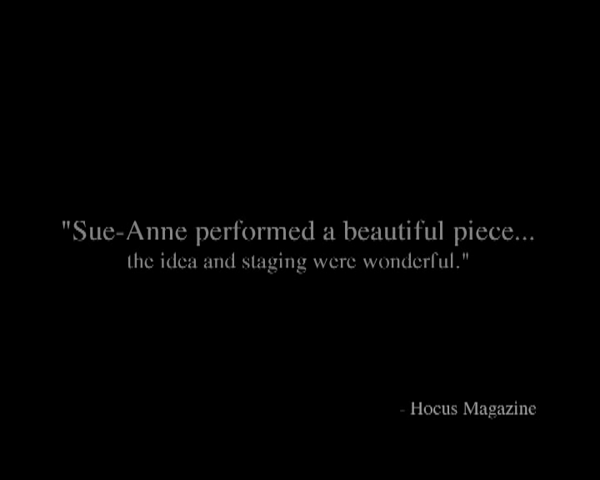 "Sue-Anne performed a beautiful piece...
the idea and staging were wonderful."
- Hocus Magazine